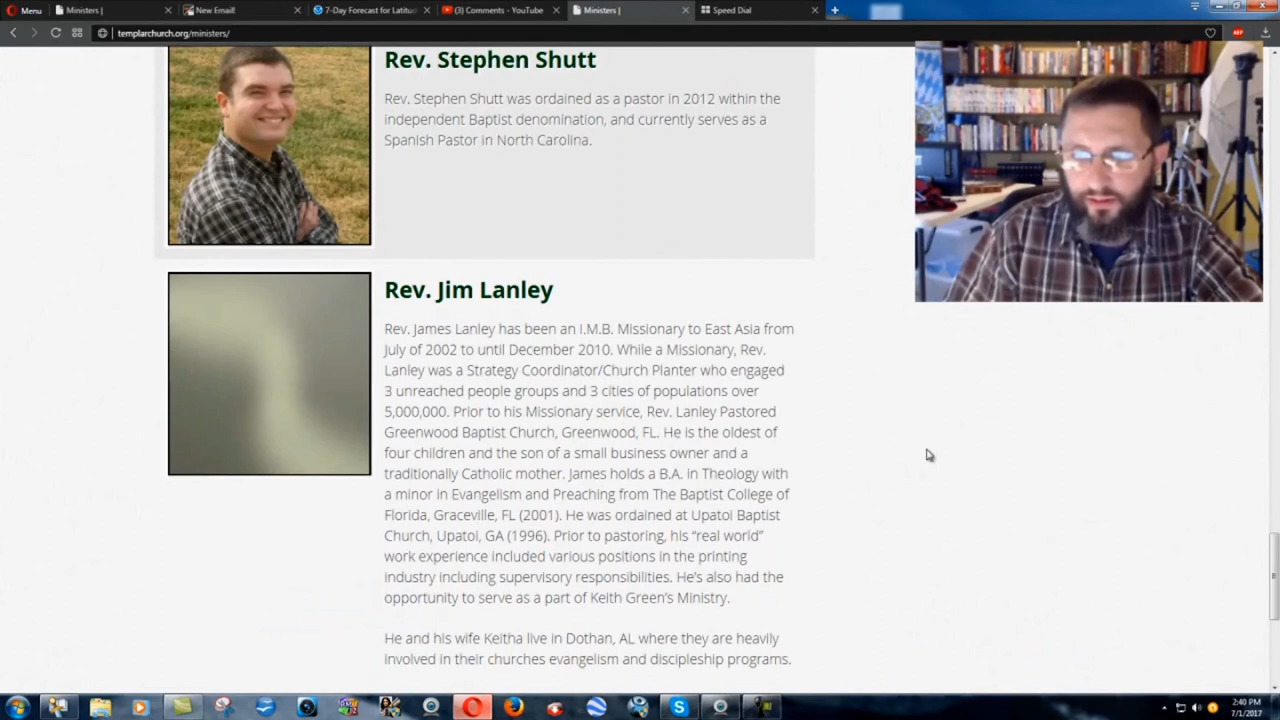 Menu
Ministers |
New Email!
7-Day Forecast for Latitud
(3) Comments - YouTube
Ministers |
Speed Dial
templarchurch.org/ministers/
ABP
Rev. Stephen Shutt
Rev. Stephen Shutt was ordained as a pastor in 2012 within the
independent Baptist denomination, and currently serves as a
Spanish Pastor in North Carolina.
Rev. Jim Lanley
Rev. James Lanley has been an I.M.B. Missionary to East Asia from
July of 2002 to until December 2010. While a Missionary, Rev.
Lanley was a Strategy Coordinator/Church Planter who engaged
3 unreached people groups and 3 cities of populations over
5,000,000. Prior to his Missionary service, Rev. Lanley Pastored
Greenwood Baptist Church, Greenwood, FL. He is the oldest of
four children and the son of a small business owner and a
traditionally Catholic mother. James holds a B.A. in Theology with
a minor in Evangelism and Preaching from The Baptist College of
Florida, Graceville, FL (2001). He was ordained at Upatoi Baptist
Church, Upatoi, GA (1996). Prior to pastoring, his “real world”
work experience included various positions in the printing
industry including supervisory responsibilities. He’s also had the
opportunity to serve as a part of Keith Green’s Ministry.
He and his wife Keitha live in Dothan, AL where they are heavily
involved in their churches evangelism and discipleship programs.
2:40 PM
7/1/2017